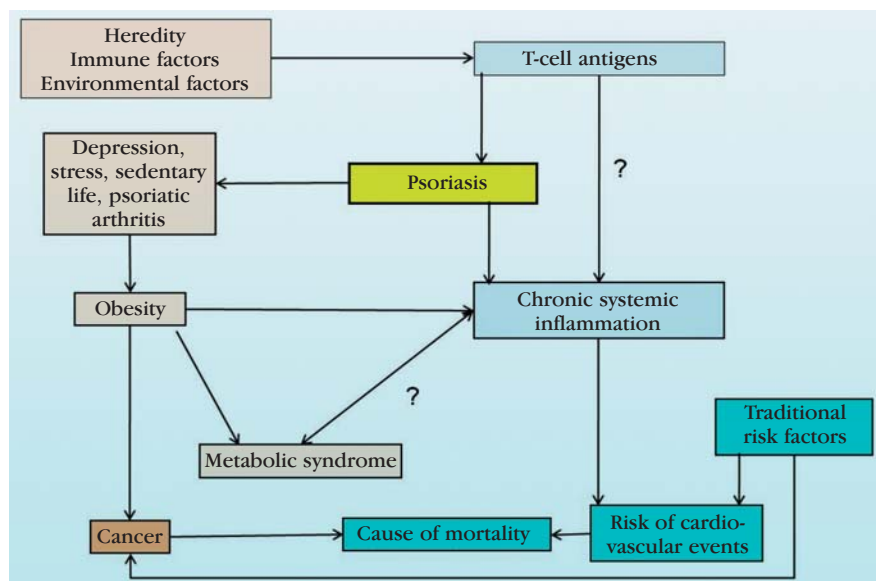 Heredity
Immune factors
Environmental factors
T-cell antigens
Depression,
stress, sedentary
life, psoriatic
arthritis
Psoriasis
?
Obesity
Chronic systemic
inflammation
?
Traditional
risk factors
Metabolic syndrome
Cancer
Cause of mortality
Risk of cardio-
vascular events